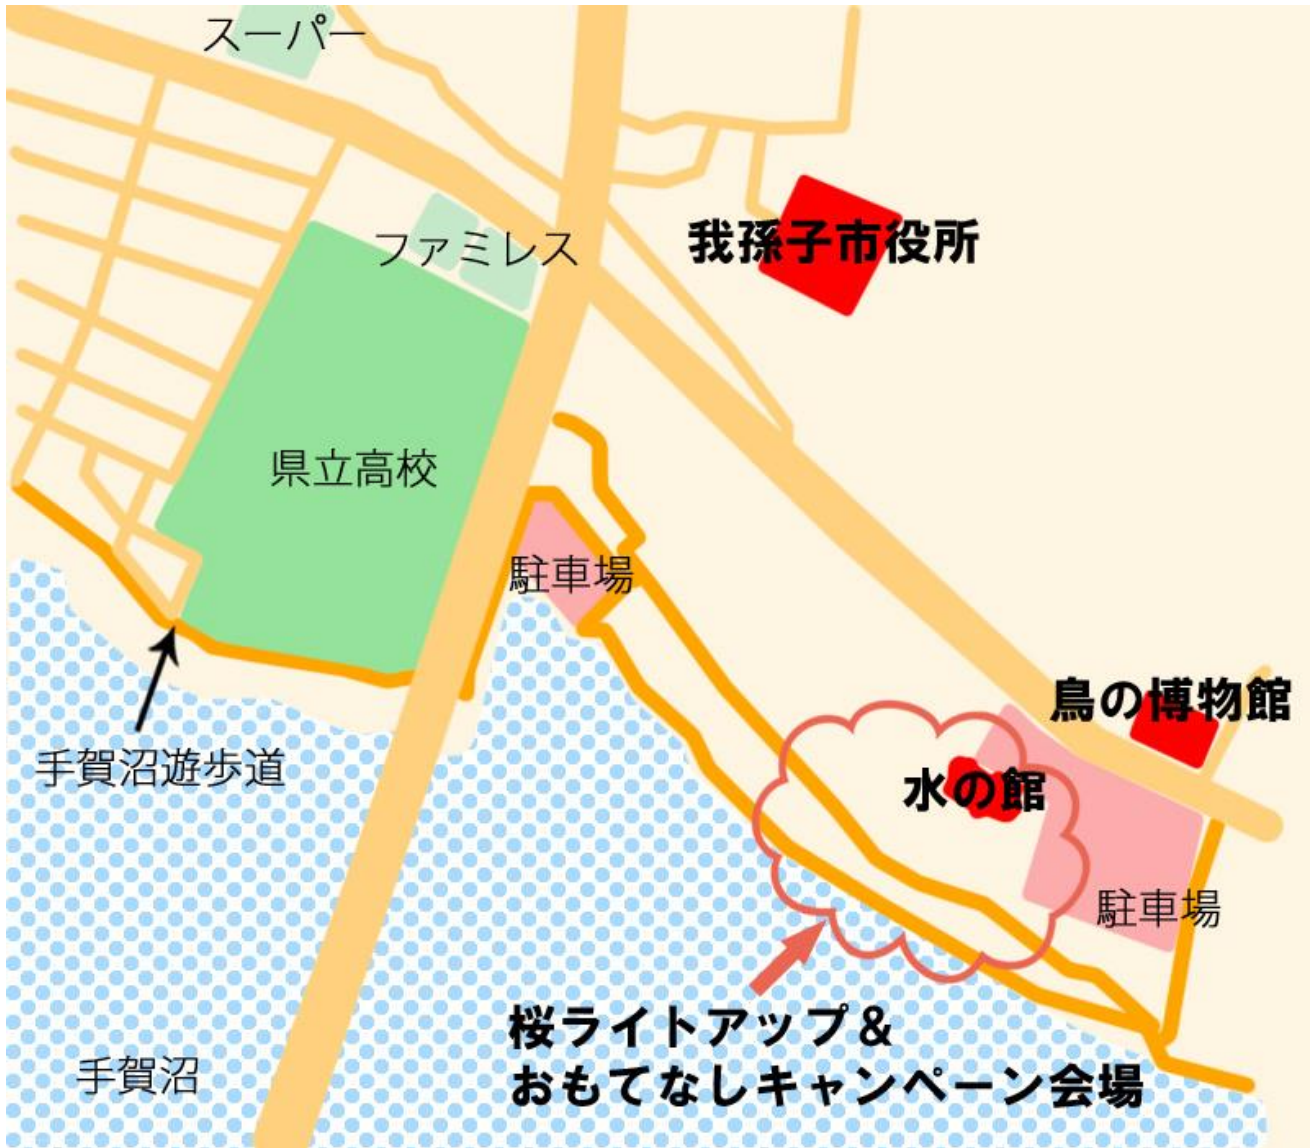 スーパー
我孫子市役所
ファミレス
県立高校
駐車場
鳥の博物館
水の館
手賀沼遊歩道
駐車場
桜ライトアップ&
おもてなしキャンペーン会場
手賀沼